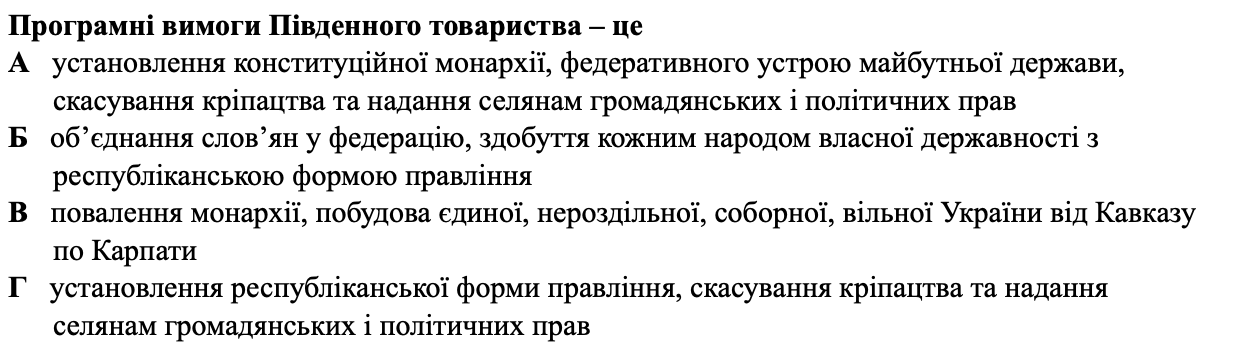 Програмні вимоги Південного товариства – це
А установлення конституційної монархії, федеративного устрою майбутньої держави,
скасування кріпацтва та надання селянам громадянських і політичних прав
Б об’єднання слов’ян у федерацію, здобуття кожним народом власної державності з
республіканською формою правління
В повалення монархії, побудова єдиної, нероздільної, соборної, вільної України від Кавказу
по Карпати
Г установлення республіканської форми правління, скасування кріпацтва та надання
селянам громадянських і політичних прав